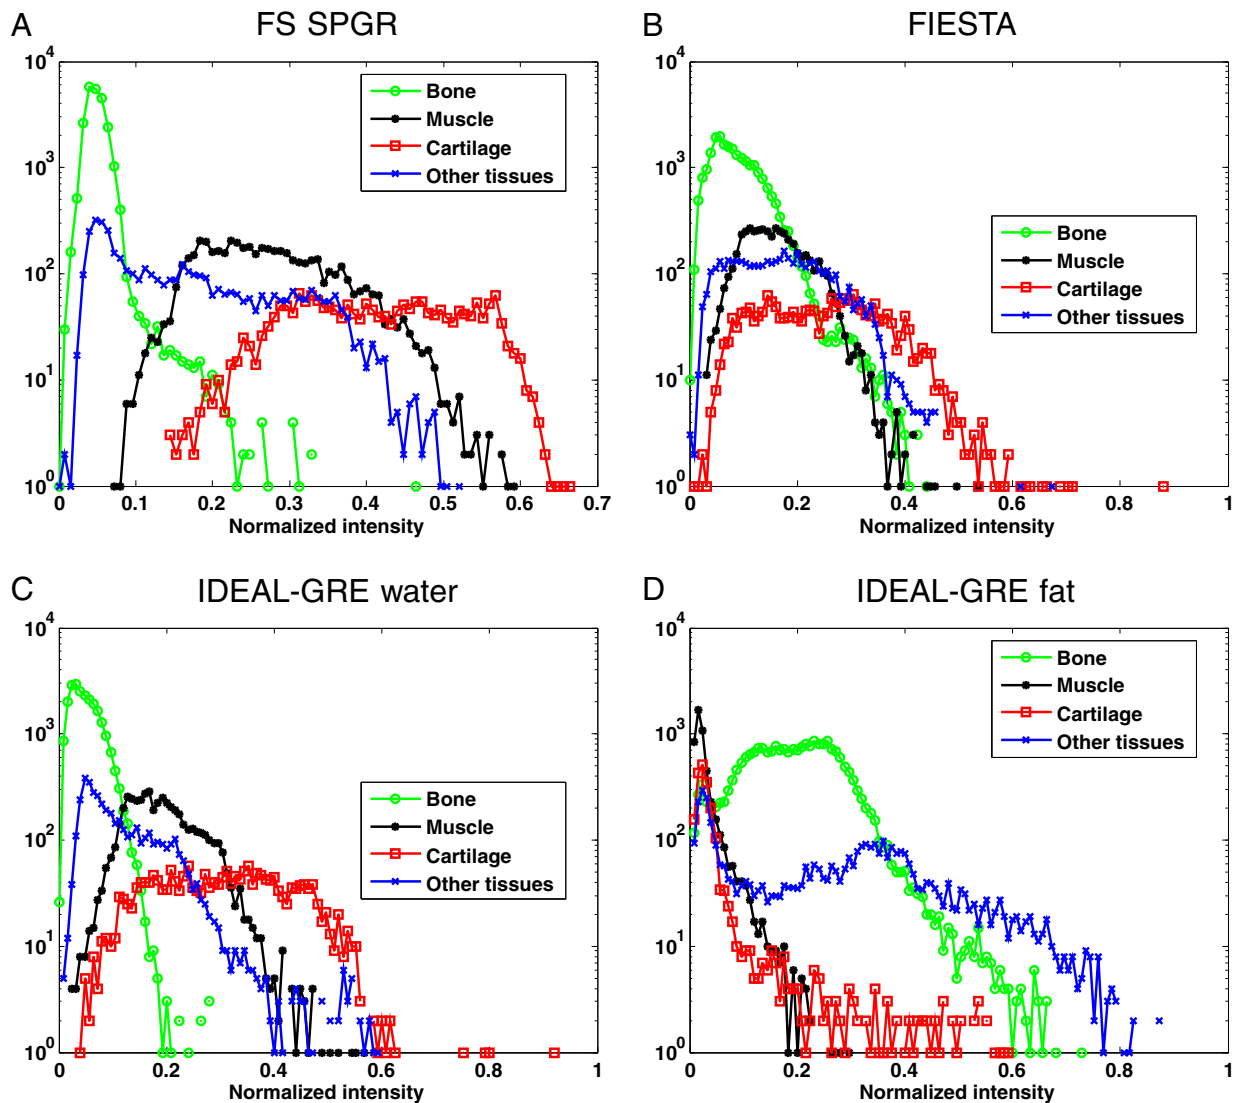 A
FS SPGR
10^4
10^3
10^2
10^1
10^0
Bone
Muscle
Cartilage
Other tissues
0 0.1 0.2 0.3 0.4 0.5 0.6 0.7
Normalized intensity
B
FIESTA
10^4
10^3
10^2
10^1
10^0
Bone
Muscle
Cartilage
Other tissues
0 0.2 0.4 0.6 0.8 1
Normalized intensity
C
IDEAL-GRE water
10^4
10^3
10^2
10^1
10^0
Bone
Muscle
Cartilage
Other tissues
0 0.2 0.4 0.6 0.8 1
Normalized intensity
D
IDEAL-GRE fat
10^4
10^3
10^2
10^1
10^0
Bone
Muscle
Cartilage
Other tissues
0 0.2 0.4 0.6 0.8 1
Normalized intensity